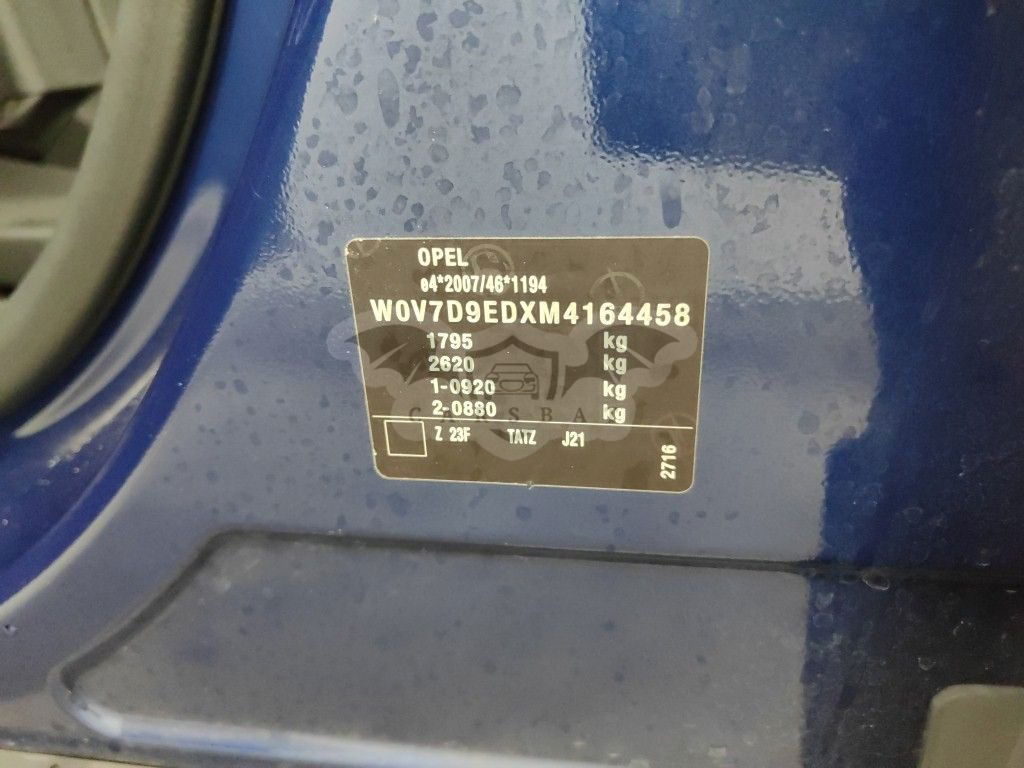 OPEL
e4*2007/46*1194
W0V7D9EDXM4164458
1795 kg
2620 kg
1-0920 kg
2-0880 kg
Z 23F TATZ J21
2716
CARSBA